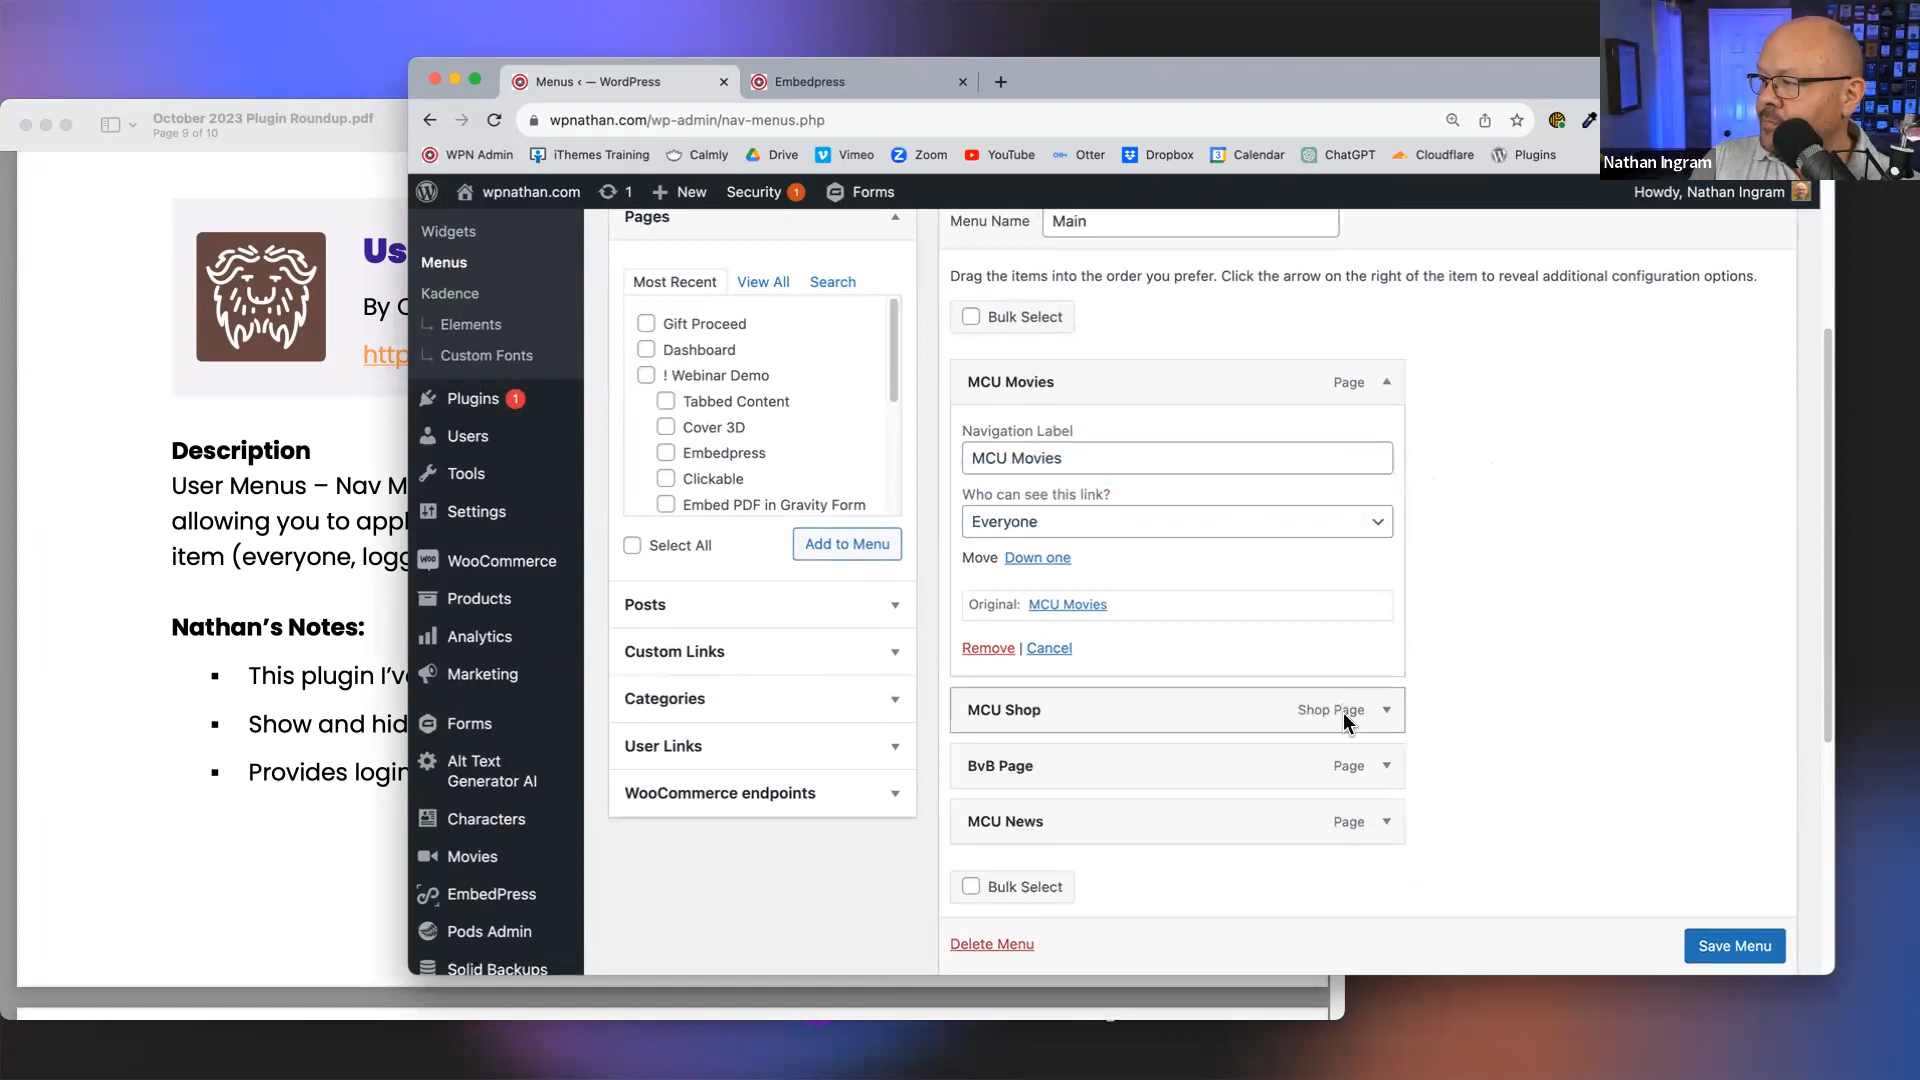 October 2023 Plugin Roundup.pdf
Page 9 of 10
Us
By
http
Description
User Menus – Nav M
allowing you to appl
item (everyone, logg
Nathan's Notes:
▪ This plugin I've
▪ Show and hid
▪ Provides login
Menus ‹ — WordPress
Embedpress
wpnathan.com/wp-admin/nav-menus.php
WPN Admin
iThemes Training
Calmly
Drive
Vimeo
Zoom
YouTube
Otter
Dropbox
Calendar
ChatGPT
Cloudflare
Plugins
Nathan Ingram
wpnathan.com
1
New
Security 1
Forms
Howdy, Nathan Ingram
Widgets
Menus
Kadence
Elements
Custom Fonts
Plugins 1
Users
Tools
Settings
WooCommerce
Products
Analytics
Marketing
Forms
Alt Text
Generator AI
Characters
Movies
EmbedPress
Pods Admin
Solid Backups
Pages
Most Recent
View All
Search
Gift Proceed
Dashboard
! Webinar Demo
Tabbed Content
Cover 3D
Embedpress
Clickable
Embed PDF in Gravity Form
Select All
Add to Menu
Posts
Custom Links
Categories
User Links
WooCommerce endpoints
Menu Name
Main
Drag the items into the order you prefer. Click the arrow on the right of the item to reveal additional configuration options.
Bulk Select
MCU Movies
Page
Navigation Label
MCU Movies
Who can see this link?
Everyone
Move Down one
Original: MCU Movies
Remove | Cancel
MCU Shop
Shop Page
BvB Page
Page
MCU News
Page
Bulk Select
Delete Menu
Save Menu